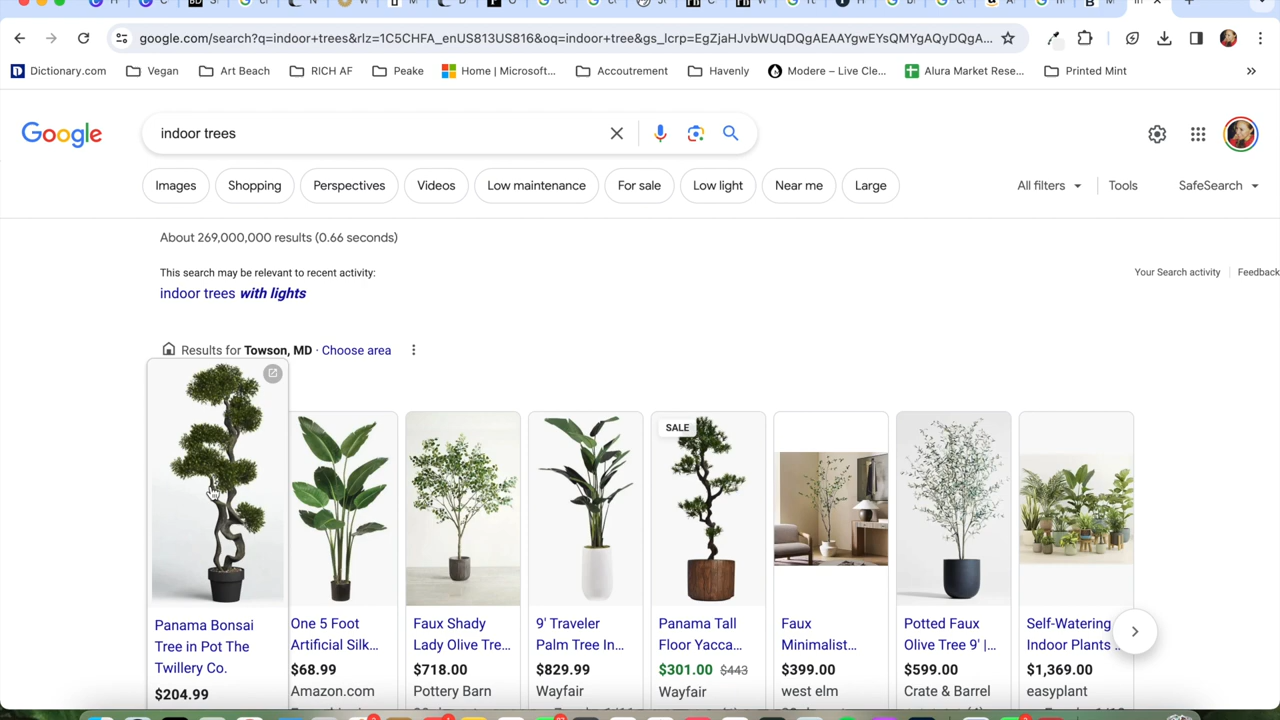 google.com/search?q=indoor+trees&rlz=1C5CHFA_enUS813US816&oq=indoor+tree&gs_lcrp=EgZjaHJvbWUqDQgAEAAYgwEYsQMYgAQyDQgA...
Dictionary.com
Vegan
Art Beach
RICH AF
Peake
Home | Microsoft...
Accoutrement
Havenly
Modere – Live Cle...
Alura Market Rese...
Printed Mint
»
Google
indoor trees
Images
Shopping
Perspectives
Videos
Low maintenance
For sale
Low light
Near me
Large
All filters
Tools
SafeSearch
About 269,000,000 results (0.66 seconds)
This search may be relevant to recent activity:
Your Search activity
Feedback
indoor trees with lights
Results for Towson, MD · Choose area
Panama Bonsai
Tree in Pot The
Twillery Co.
$204.99
One 5 Foot
Artificial Silk...
$68.99
Amazon.com
Faux Shady
Lady Olive Tre...
$718.00
Pottery Barn
9' Traveler
Palm Tree In...
$829.99
Wayfair
SALE
Panama Tall
Floor Yacca...
$301.00 $443
Wayfair
Faux
Minimalist...
$399.00
west elm
Potted Faux
Olive Tree 9' |...
$599.00
Crate & Barrel
Self-Watering
Indoor Plants ..
$1,369.00
easyplant